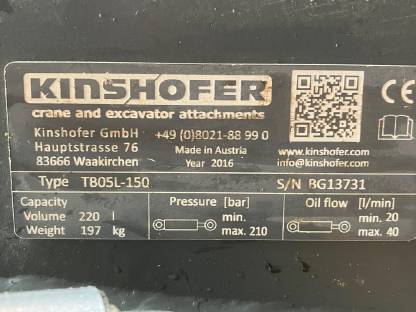 KINSHOFER
crane and excavator attachments
Kinshofer GmbH +49 (0)8021-88 99 0
Hauptstrasse 76 Made in Austria www.kinshofer.com
83666 Waakirchen Year 2016 info@kinshofer.com
CE
Type TB05L-150 S/N BG13731
Capacity Pressure [bar] Oil flow [l/min]
Volume 220 l min. min. 20
Weight 197 kg max. 210 max. 40